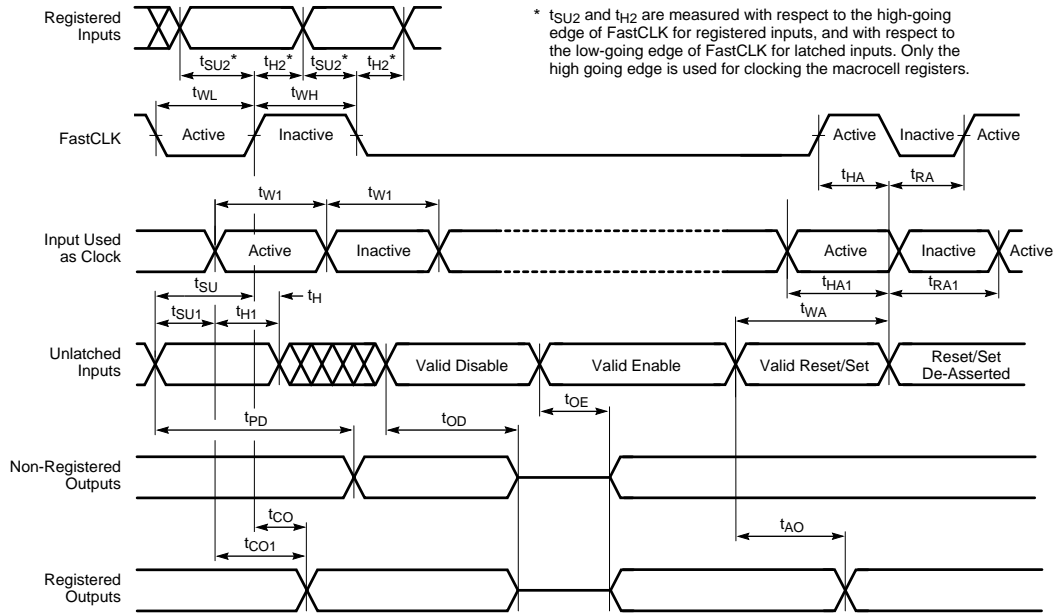 Registered
Inputs
* tSU2 and tH2 are measured with respect to the high-going
edge of FastCLK for registered inputs, and with respect to
the low-going edge of FastCLK for latched inputs. Only the
high going edge is used for clocking the macrocell registers.
tSU2* tH2* tSU2* tH2*
tWL tWH
FastCLK
Active Inactive Active Inactive Active
tHA tRA
tW1 tW1
Input Used
as Clock
Active Inactive Active Inactive Active
tSU tH tHA1 tRA1
tSU1 tH1 tWA
Unlatched
Inputs
Valid Disable Valid Enable Valid Reset/Set Reset/Set
De-Asserted
tPD tOD tOE
Non-Registered
Outputs
tCO tAO
tCO1
Registered
Outputs